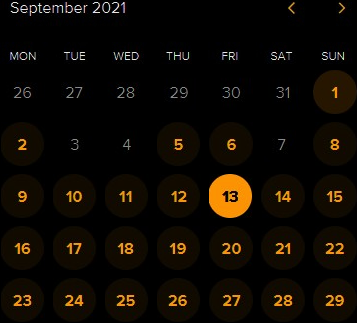 September 2021
MON TUE WED THU FRI SAT SUN
26 27 28 29 30 31 1
2 3 4 5 6 7 8
9 10 11 12 13 14 15
16 17 18 19 20 21 22
23 24 25 26 27 28 29